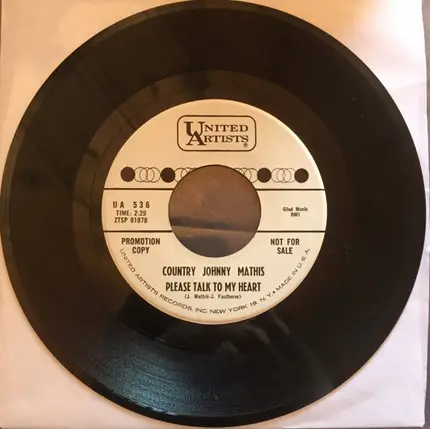 UNITED
ARTISTS®
UA 536
TIME: 2:29
ZTSP 81878
Glad Music
BMI
PROMOTION
COPY
NOT FOR
SALE
COUNTRY JOHNNY MATHIS
PLEASE TALK TO MY HEART
(J. Mathis-J. Fautheree)
UNITED ARTISTS RECORDS, INC. NEW YORK 19, N.Y. • MADE IN U.S.A.